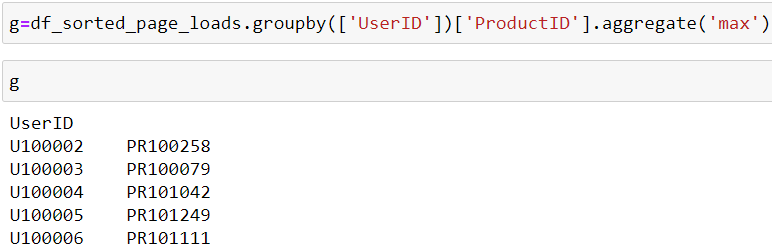 g=df_sorted_page_loads.groupby(['UserID'])['ProductID'].aggregate('max')
g
UserID
U100002    PR100258
U100003    PR100079
U100004    PR101042
U100005    PR101249
U100006    PR101111